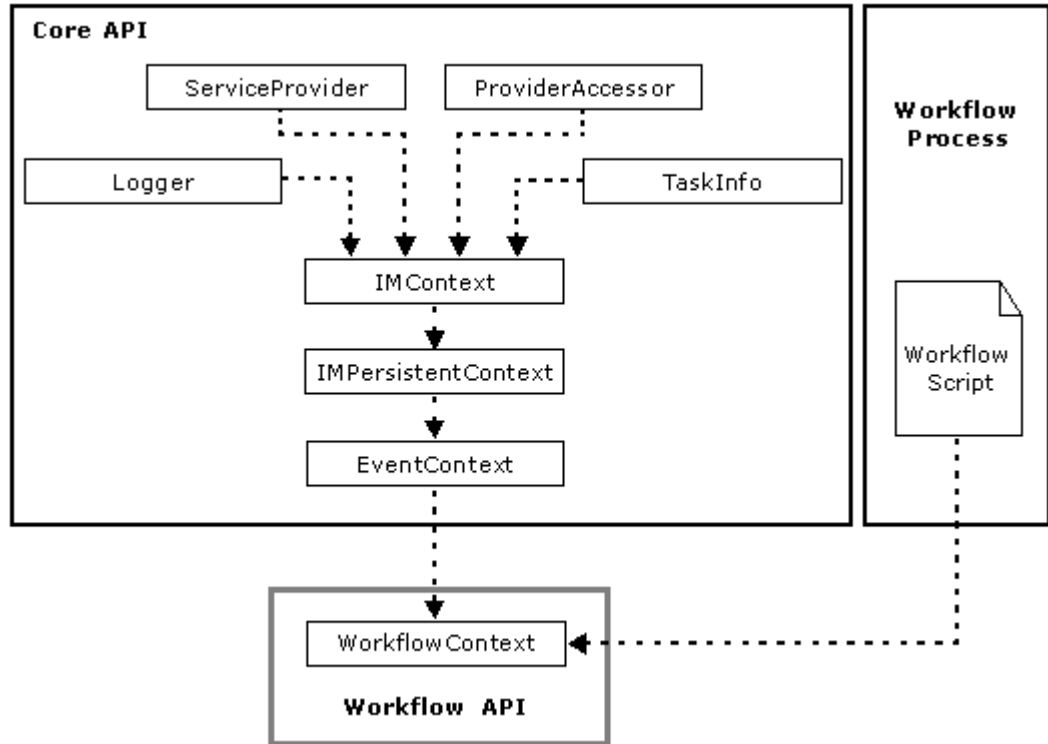 Core API
ServiceProvider
ProviderAccessor
Workflow
Process
Logger
TaskInfo
IMContext
IMPersistentContext
EventContext
Workflow
Script
WorkflowContext
Workflow API